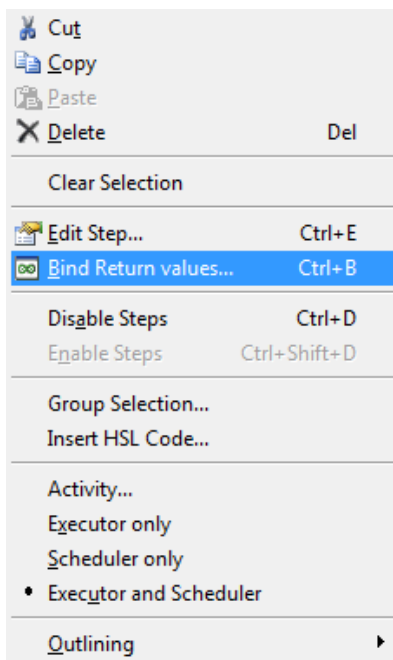 Cut
Copy
Paste
Delete Del
Clear Selection
Edit Step... Ctrl+E
Bind Return values... Ctrl+B
Disable Steps Ctrl+D
Enable Steps Ctrl+Shift+D
Group Selection...
Insert HSL Code...
Activity...
Executor only
Scheduler only
• Executor and Scheduler
Outlining